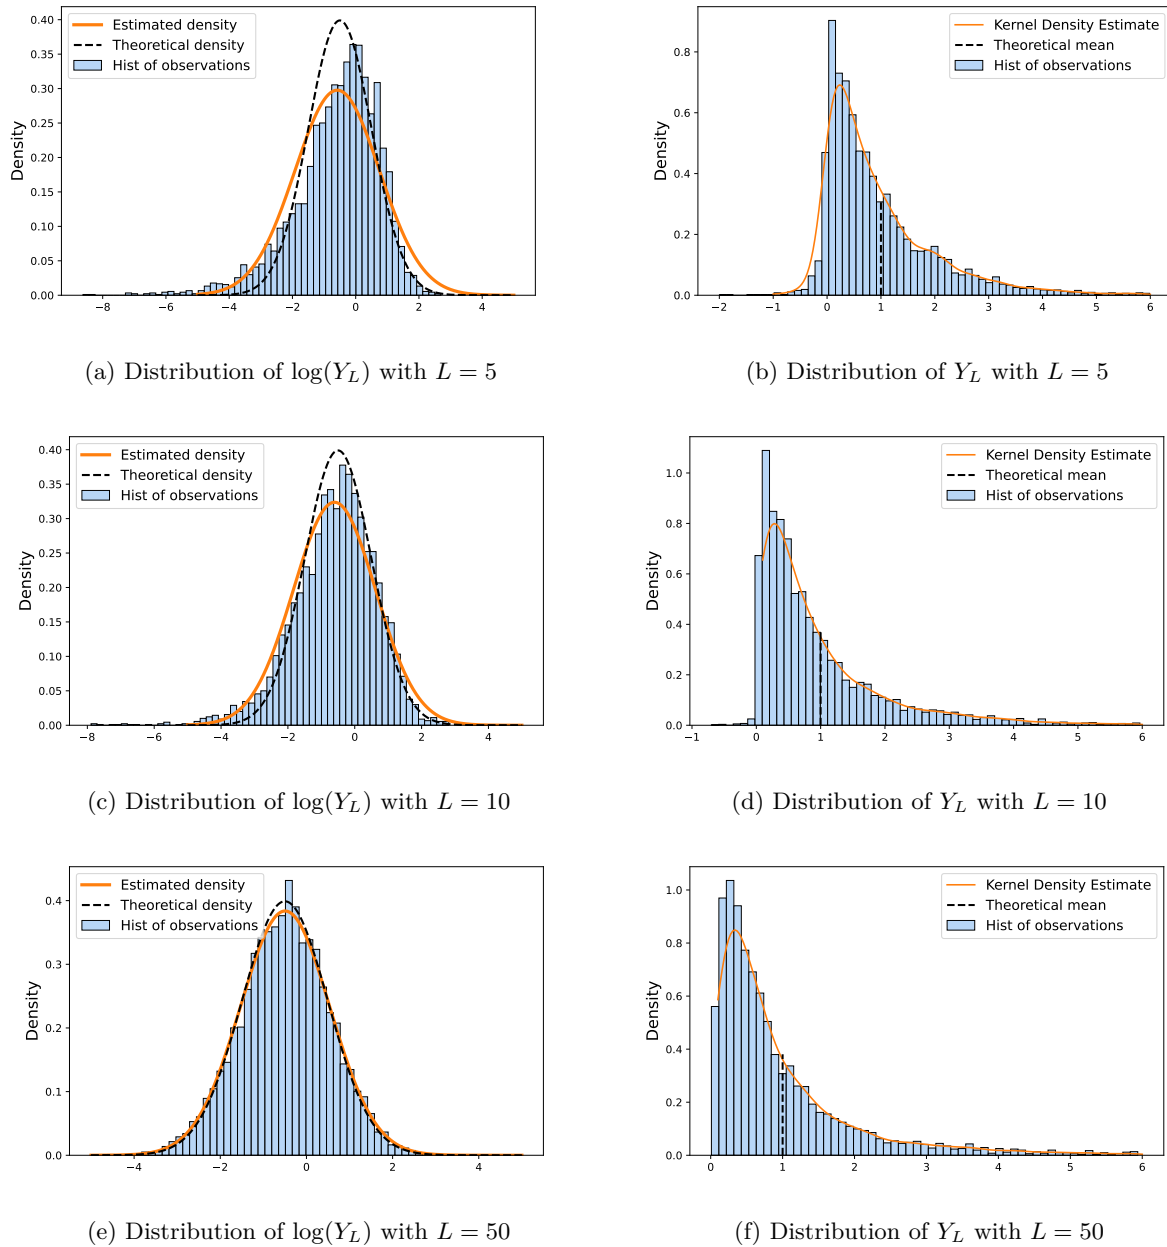 Estimated density
Theoretical density
Hist of observations
Density
0.40
0.35
0.30
0.25
0.20
0.15
0.10
0.05
0.00
−8 −6 −4 −2 0 2 4
(a) Distribution of log(Y_L) with L = 5
Kernel Density Estimate
Theoretical mean
Hist of observations
Density
0.8
0.6
0.4
0.2
0.0
−2 −1 0 1 2 3 4 5 6
(b) Distribution of Y_L with L = 5
Estimated density
Theoretical density
Hist of observations
Density
0.40
0.35
0.30
0.25
0.20
0.15
0.10
0.05
0.00
−8 −6 −4 −2 0 2 4
(c) Distribution of log(Y_L) with L = 10
Kernel Density Estimate
Theoretical mean
Hist of observations
Density
1.0
0.8
0.6
0.4
0.2
0.0
−1 0 1 2 3 4 5 6
(d) Distribution of Y_L with L = 10
Estimated density
Theoretical density
Hist of observations
Density
0.4
0.3
0.2
0.1
0.0
−4 −2 0 2 4
(e) Distribution of log(Y_L) with L = 50
Kernel Density Estimate
Theoretical mean
Hist of observations
Density
1.0
0.8
0.6
0.4
0.2
0.0
0 1 2 3 4 5 6
(f) Distribution of Y_L with L = 50